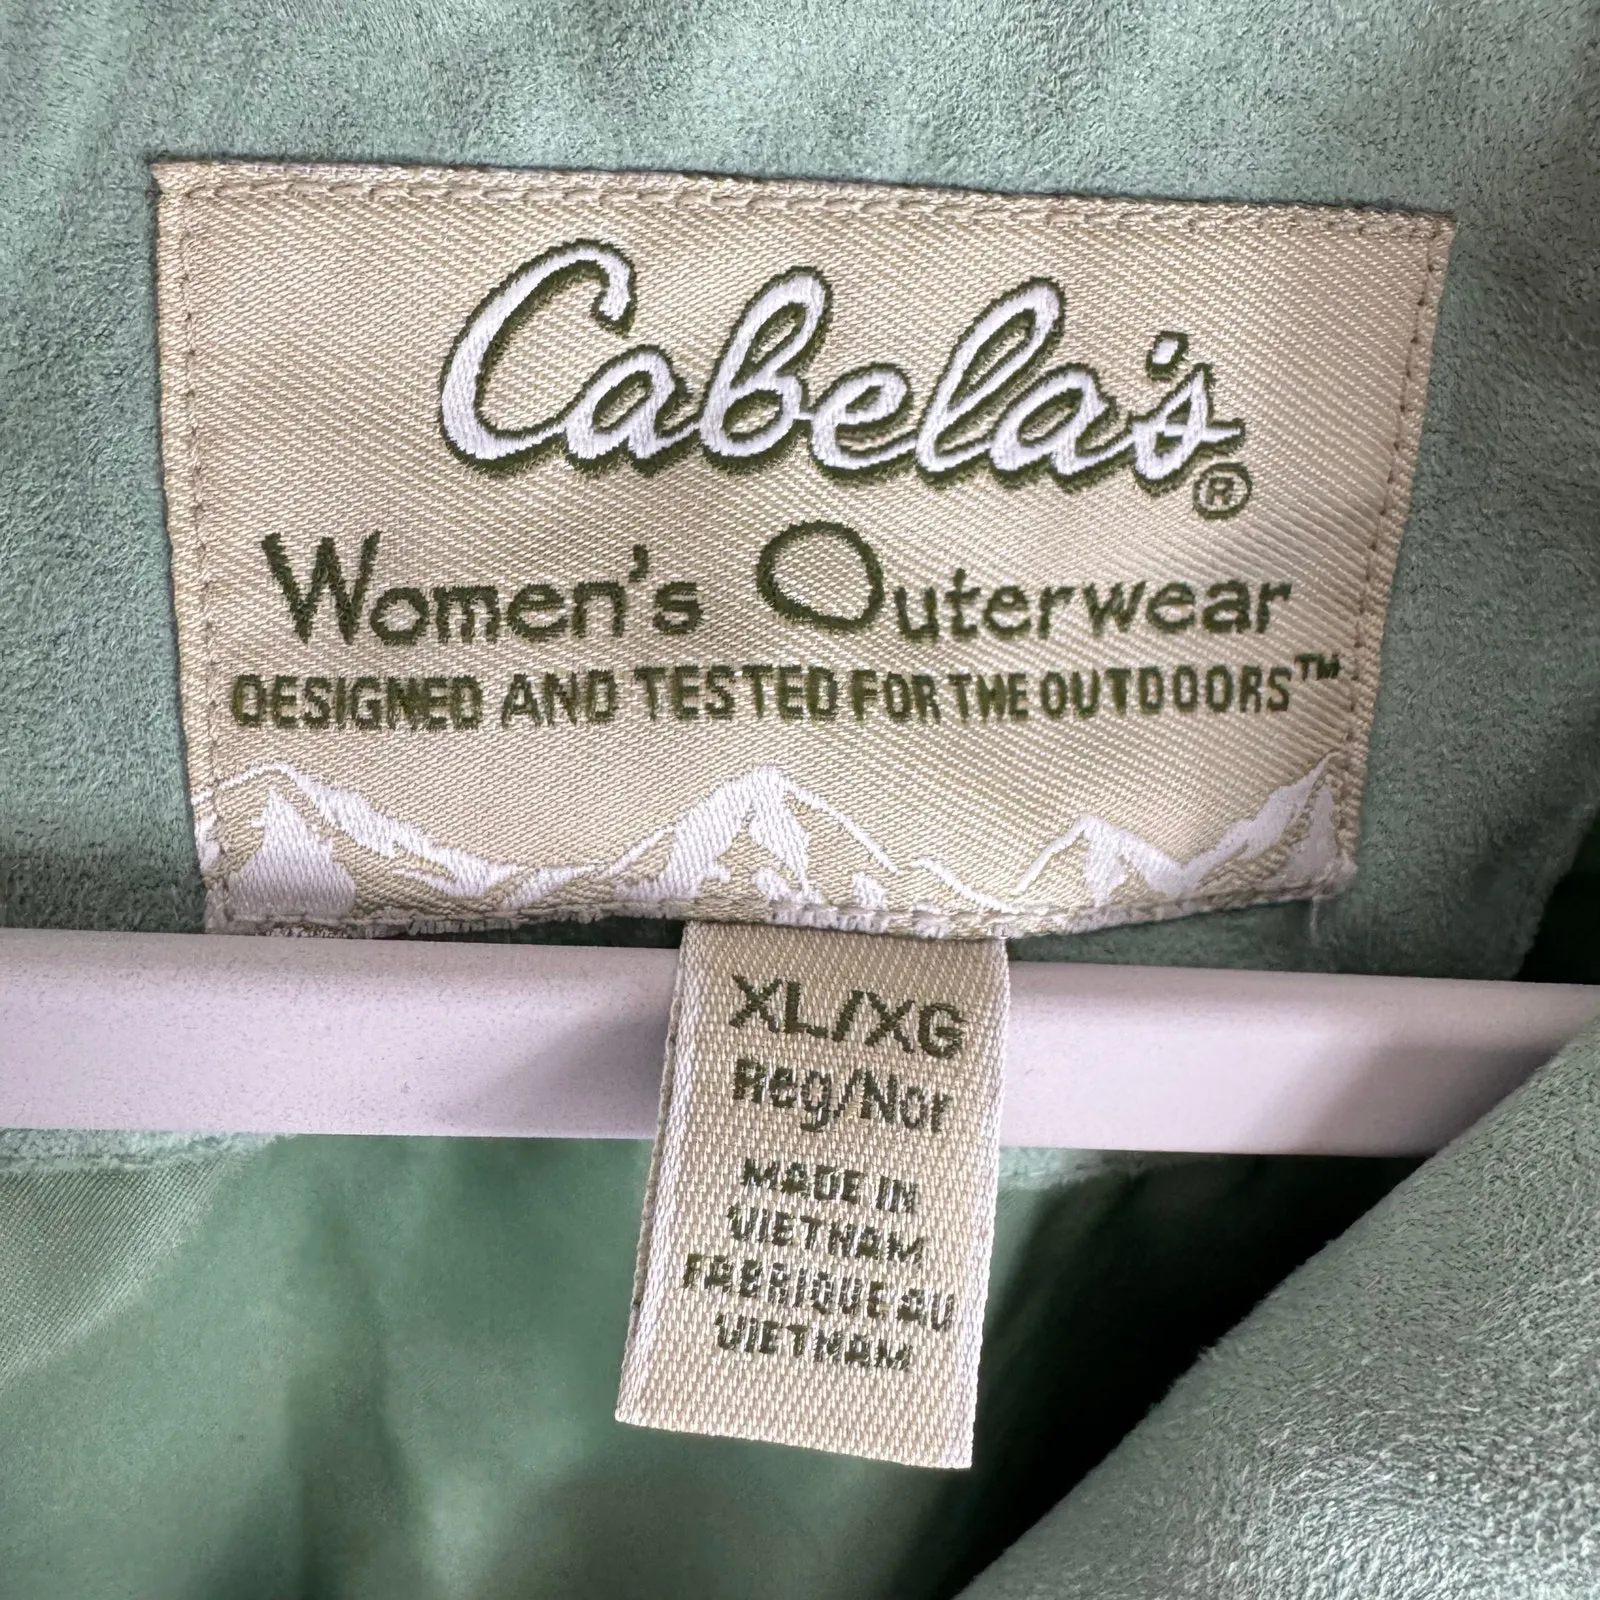 Cabela's®
Women's Outerwear
DESIGNED AND TESTED FOR THE OUTDOORS™
XL/XG
Reg/Nor
MADE IN
VIETNAM
FABRIQUE AU
VIETNAM